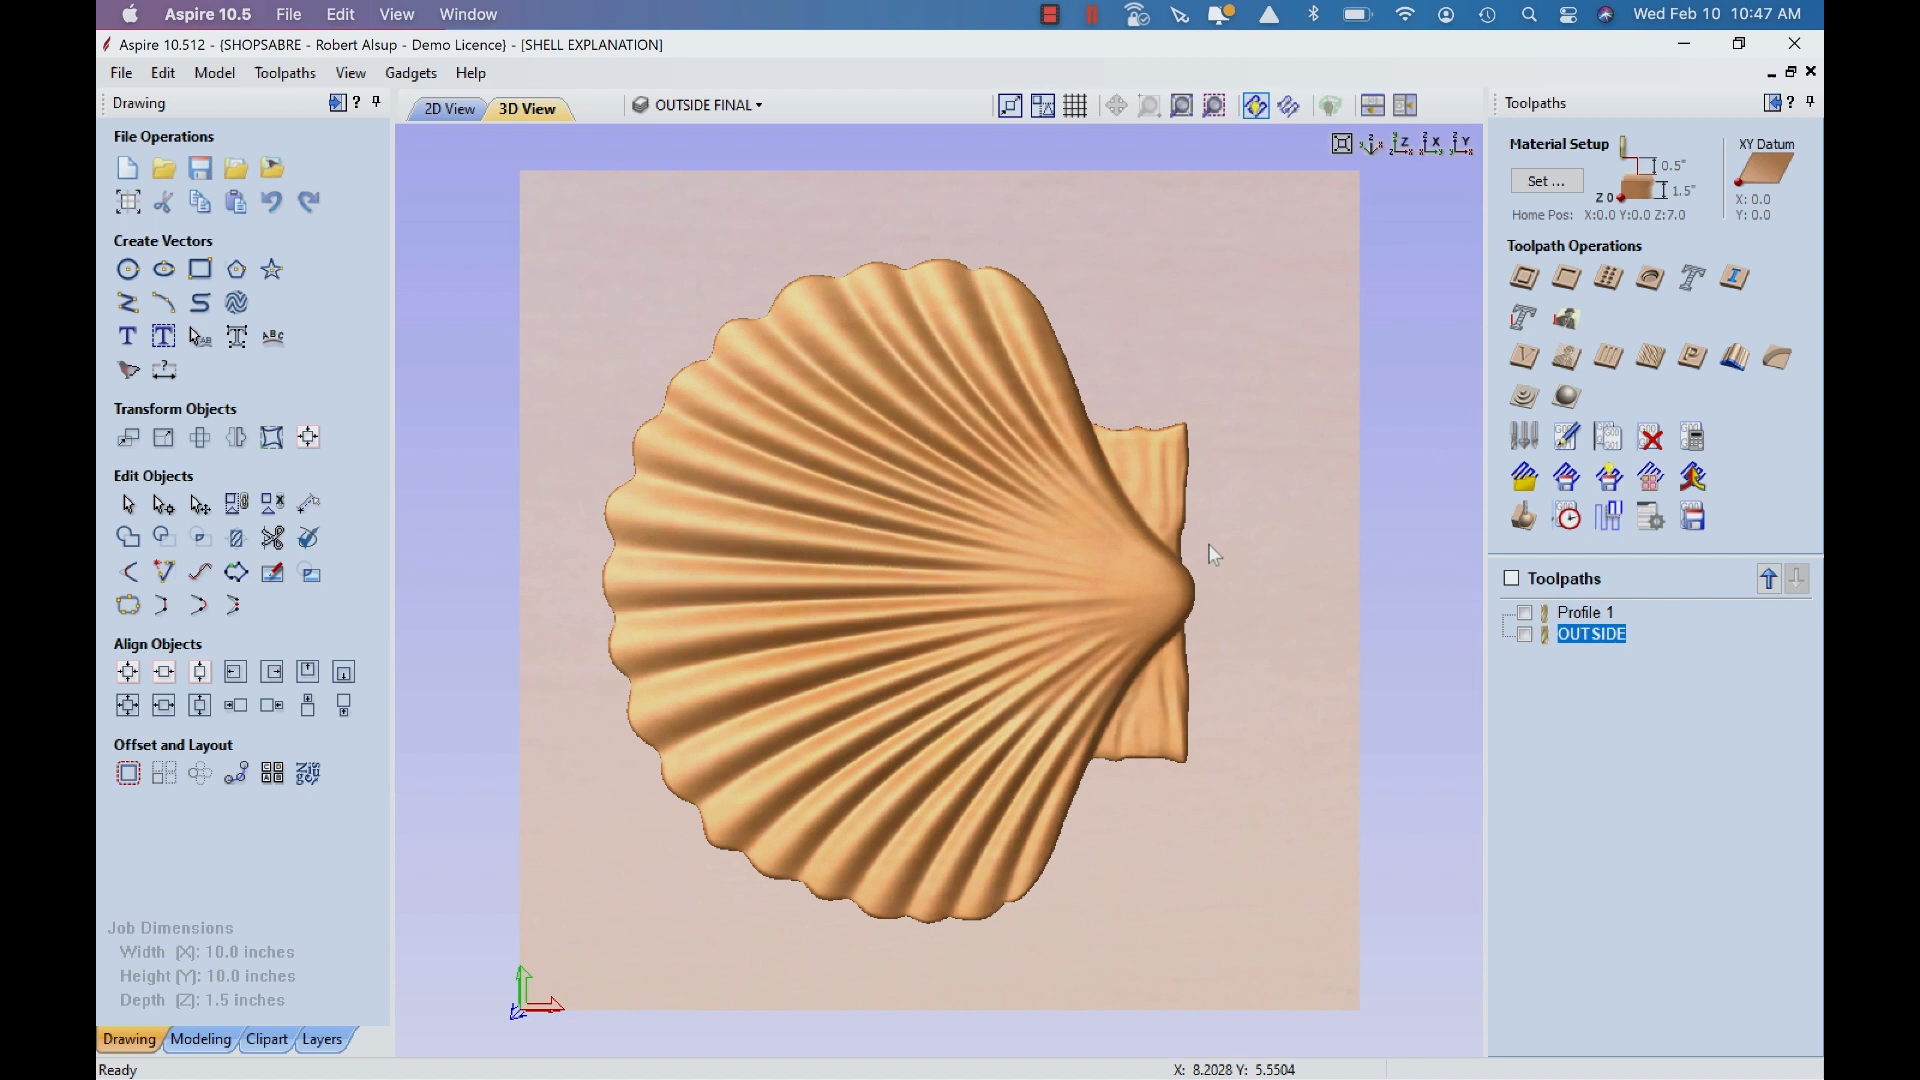 Aspire 10.5 File Edit View Window Wed Feb 10 10:47 AM
Aspire 10.512 - {SHOPSABRE - Robert Alsup - Demo Licence} - [SHELL EXPLANATION]
File Edit Model Toolpaths View Gadgets Help
Drawing
2D View 3D View OUTSIDE FINAL
Toolpaths
File Operations
Create Vectors
Transform Objects
Edit Objects
Align Objects
Offset and Layout
Job Dimensions
Width (X): 10.0 inches
Height (Y): 10.0 inches
Depth (Z): 1.5 inches
Drawing Modeling Clipart Layers
Ready
X: 8.2028 Y: 5.5504
Material Setup
Set ...
0.5"
1.5"
Z 0
XY Datum
X: 0.0
Y: 0.0
Home Pos: X:0.0 Y:0.0 Z:7.0
Toolpath Operations
Toolpaths
Profile 1
OUTSIDE